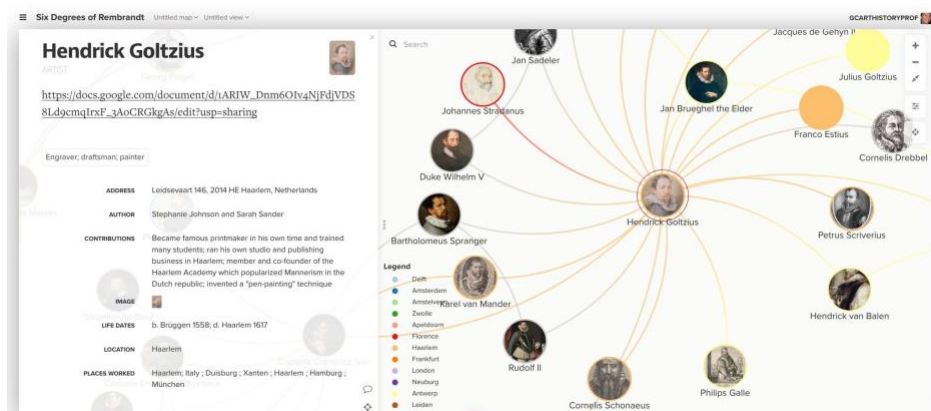 Six Degrees of Rembrandt Untitled map Untitled view
GCARTHISTORYPROF
Hendrick Goltzius
ARTIST
https://docs.google.com/document/d/1ARIW_Dnm6OIv4NjFdjVDS
8Ld9cmqIrxF_3AoCRGkgAs/edit?usp=sharing
Engraver; draftsman; painter
ADDRESS Leidsevaart 146, 2014 HE Haarlem, Netherlands
AUTHOR Stephanie Johnson and Sarah Sander
CONTRIBUTIONS Became famous printmaker in his own time and trained
many students; ran his own studio and publishing
business in Haarlem; member and co-founder of the
Haarlem Academy which popularized Mannerism in the
Dutch republic; invented a "pen-painting" technique
IMAGE
LIFE DATES b. Brüggen 1558; d. Haarlem 1617
LOCATION Haarlem
PLACES WORKED Haarlem; Italy ; Duisburg ; Xanten ; Haarlem ; Hamburg ;
München
Search
Jacques de Gehyn II
Jan Sadeler
Julius Goltzius
Johannes Stradanus
Jan Brueghel the Elder
Franco Estius
Cornelis Drebbel
Duke Wilhelm V
Hendrick Goltzius
Petrus Scriverius
Bartholomeus Spranger
Karel van Mander
Hendrick van Balen
Rudolf II
Philips Galle
Cornelis Schonaeus
Legend
Delft
Amsterdam
Amstelveen
Zwolle
Apeldoorn
Florence
Haarlem
Frankfurt
London
Neuburg
Antwerp
Leiden